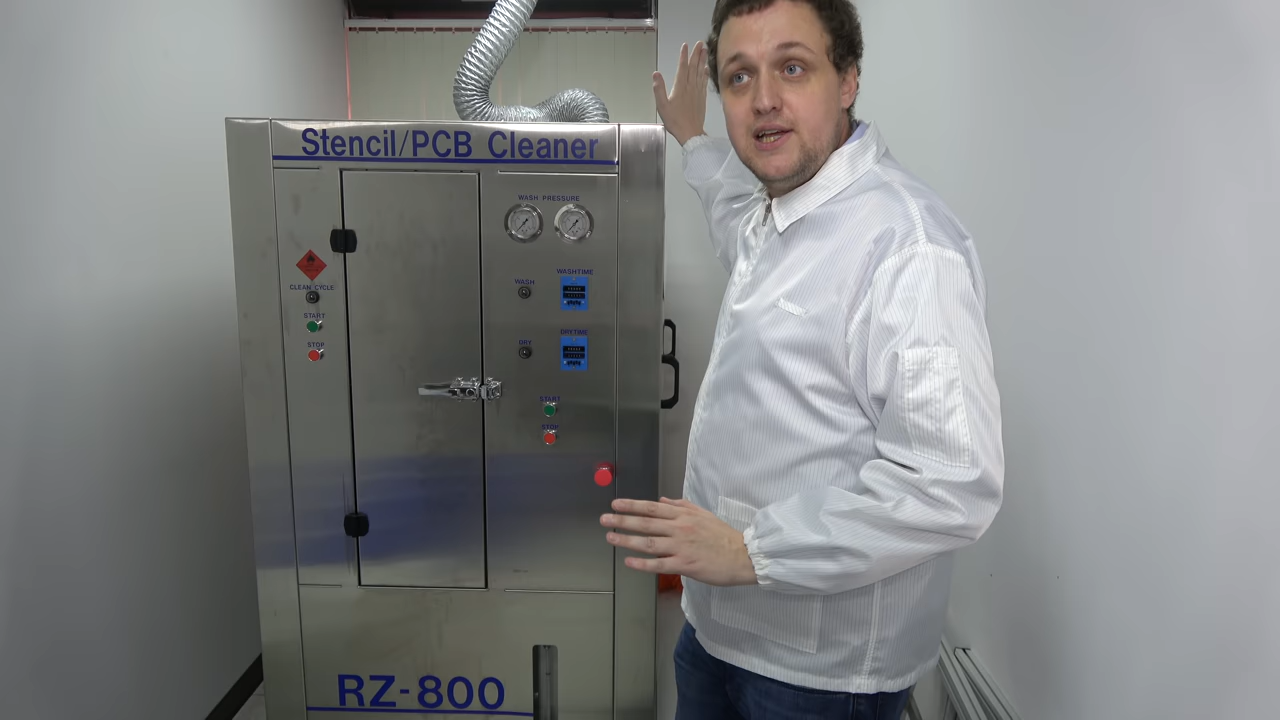 Stencil/PCB Cleaner
WASH PRESSURE
CLEAN CYCLE
START
STOP
WASH
WASHTIME
DRY
DRYTIME
START
STOP
RZ-800